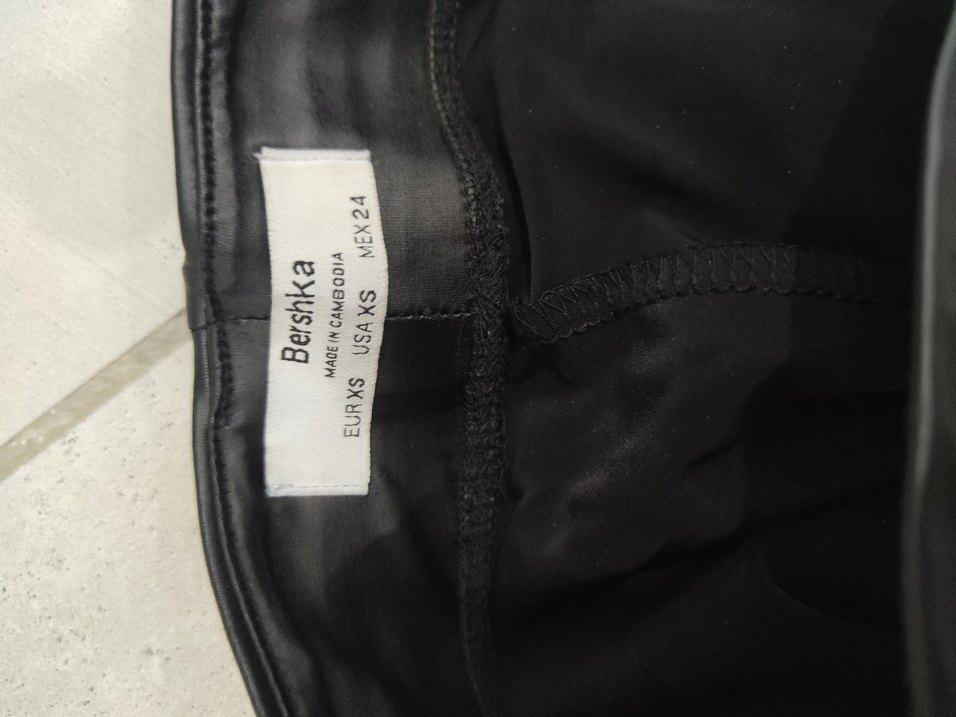 Bershka
MADE IN CAMBODIA
EUR XS USA XS MEX 24